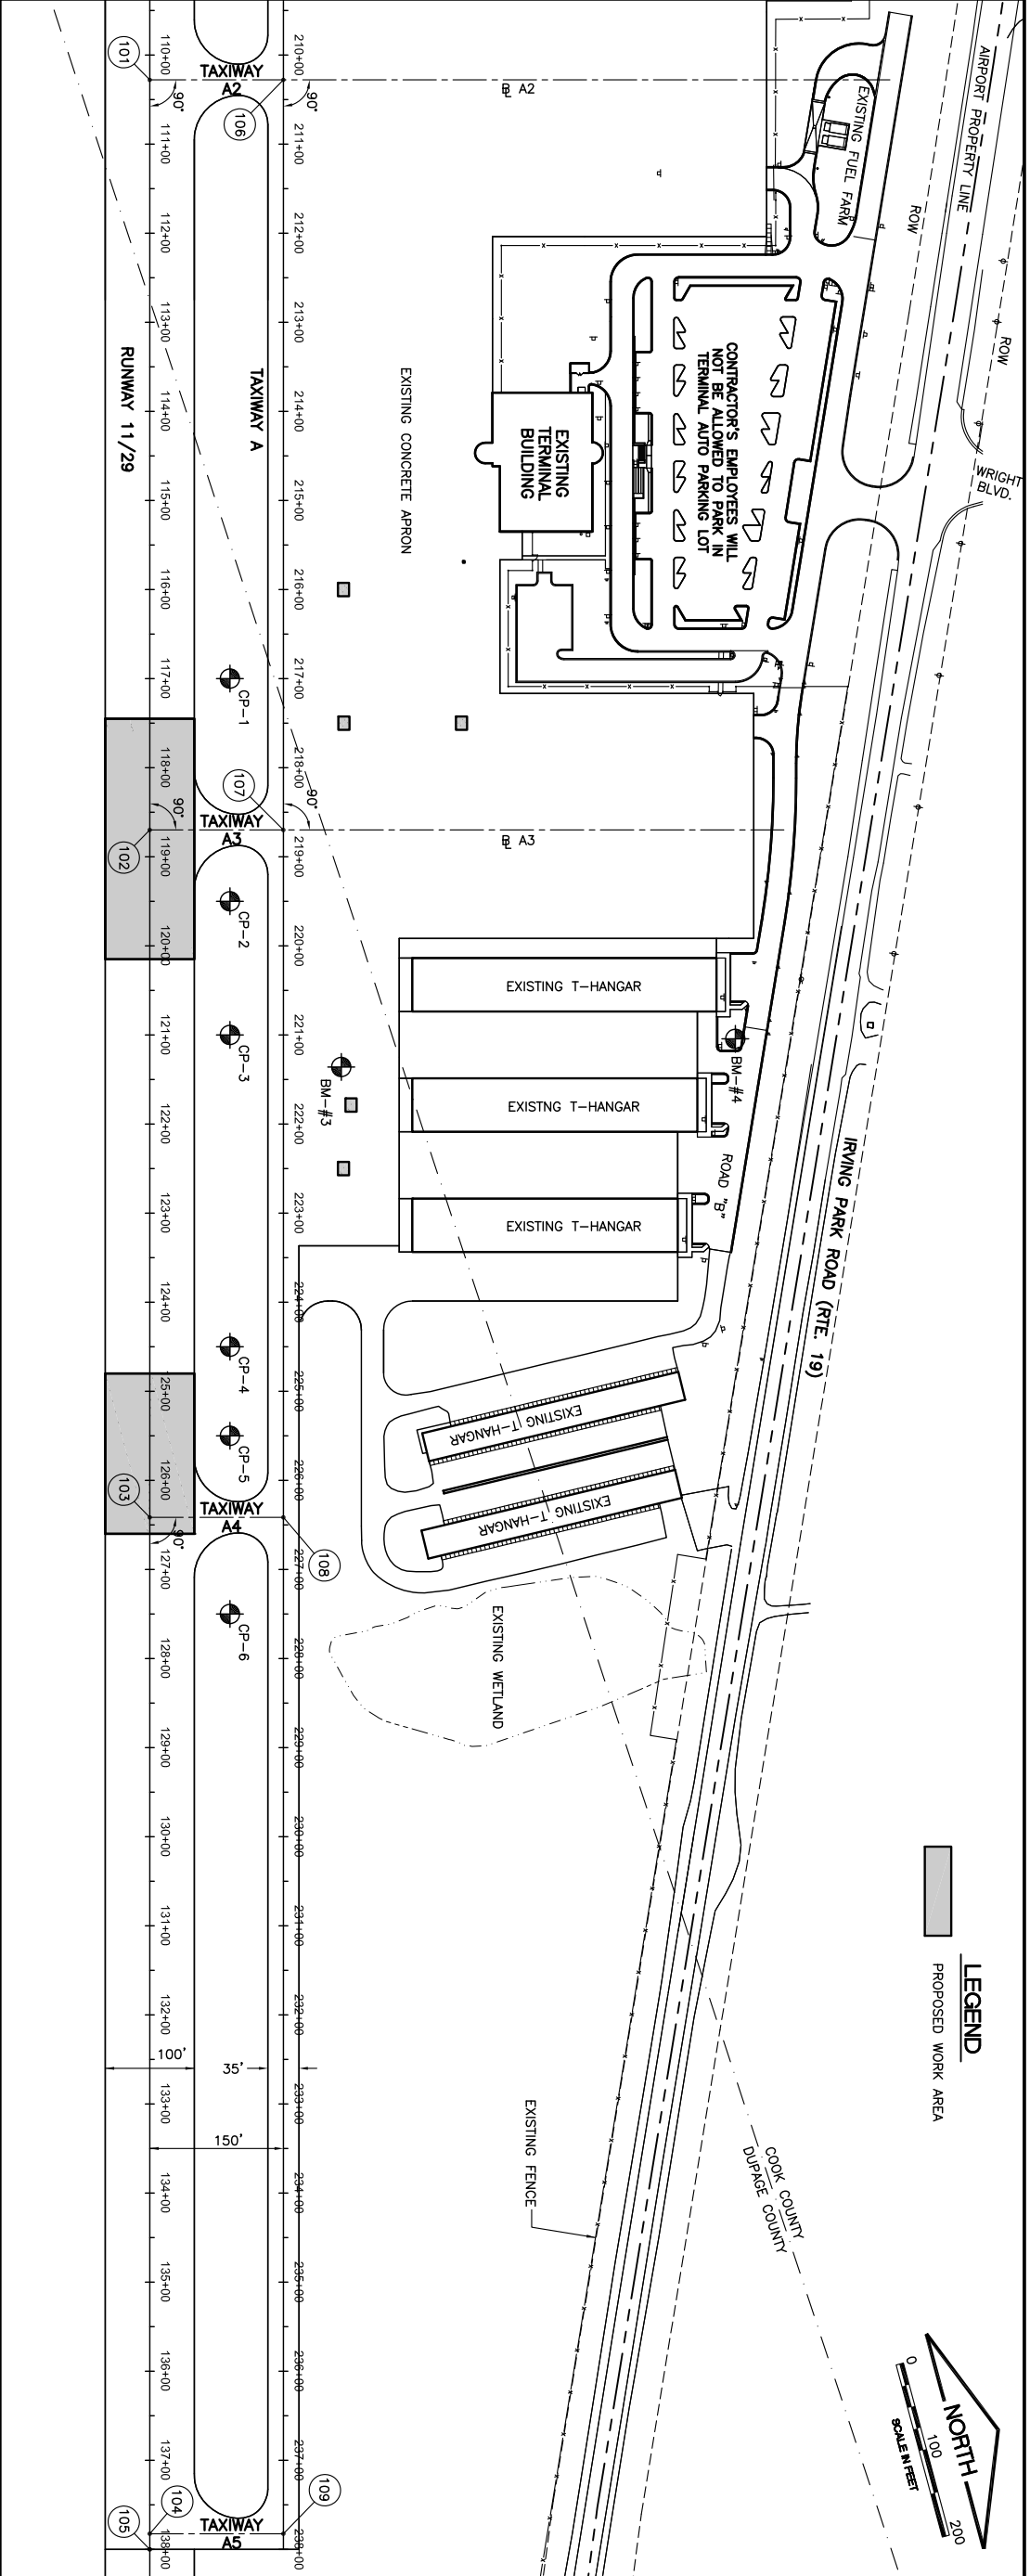 AIRPORT PROPERTY LINE
ROW
ROW
WRIGHT
BLVD.
EXISTING FUEL FARM
CONTRACTOR'S EMPLOYEES WILL
NOT BE ALLOWED TO PARK IN
TERMINAL AUTO PARKING LOT
EXISTING
TERMINAL
BUILDING
EXISTING CONCRETE APRON
℄ A2
℄ A3
90°
90°
90°
90°
90°
101
106
102
107
103
108
104
105
109
TAXIWAY
A2
TAXIWAY
A3
TAXIWAY
A4
TAXIWAY
A5
TAXIWAY A
RUNWAY 11/29
210+00
211+00
212+00
213+00
214+00
215+00
216+00
217+00
218+00
219+00
220+00
221+00
222+00
223+00
224+00
225+00
226+00
227+00
228+00
229+00
230+00
231+00
232+00
233+00
234+00
235+00
236+00
237+00
238+00
110+00
111+00
112+00
113+00
114+00
115+00
116+00
117+00
118+00
119+00
120+00
121+00
122+00
123+00
124+00
125+00
126+00
127+00
128+00
129+00
130+00
131+00
132+00
133+00
134+00
135+00
136+00
137+00
138+00
CP-1
CP-2
CP-3
CP-4
CP-5
CP-6
BM-#3
BM-#4
EXISTING T-HANGAR
EXISTNG T-HANGAR
EXISTING T-HANGAR
EXISTING T-HANGAR
EXISTING T-HANGAR
ROAD "B"
IRVING PARK ROAD (RTE. 19)
EXISTING WETLAND
100'
35'
150'
EXISTING FENCE
COOK COUNTY
DUPAGE COUNTY
LEGEND
PROPOSED WORK AREA
NORTH
0
100
200
SCALE IN FEET